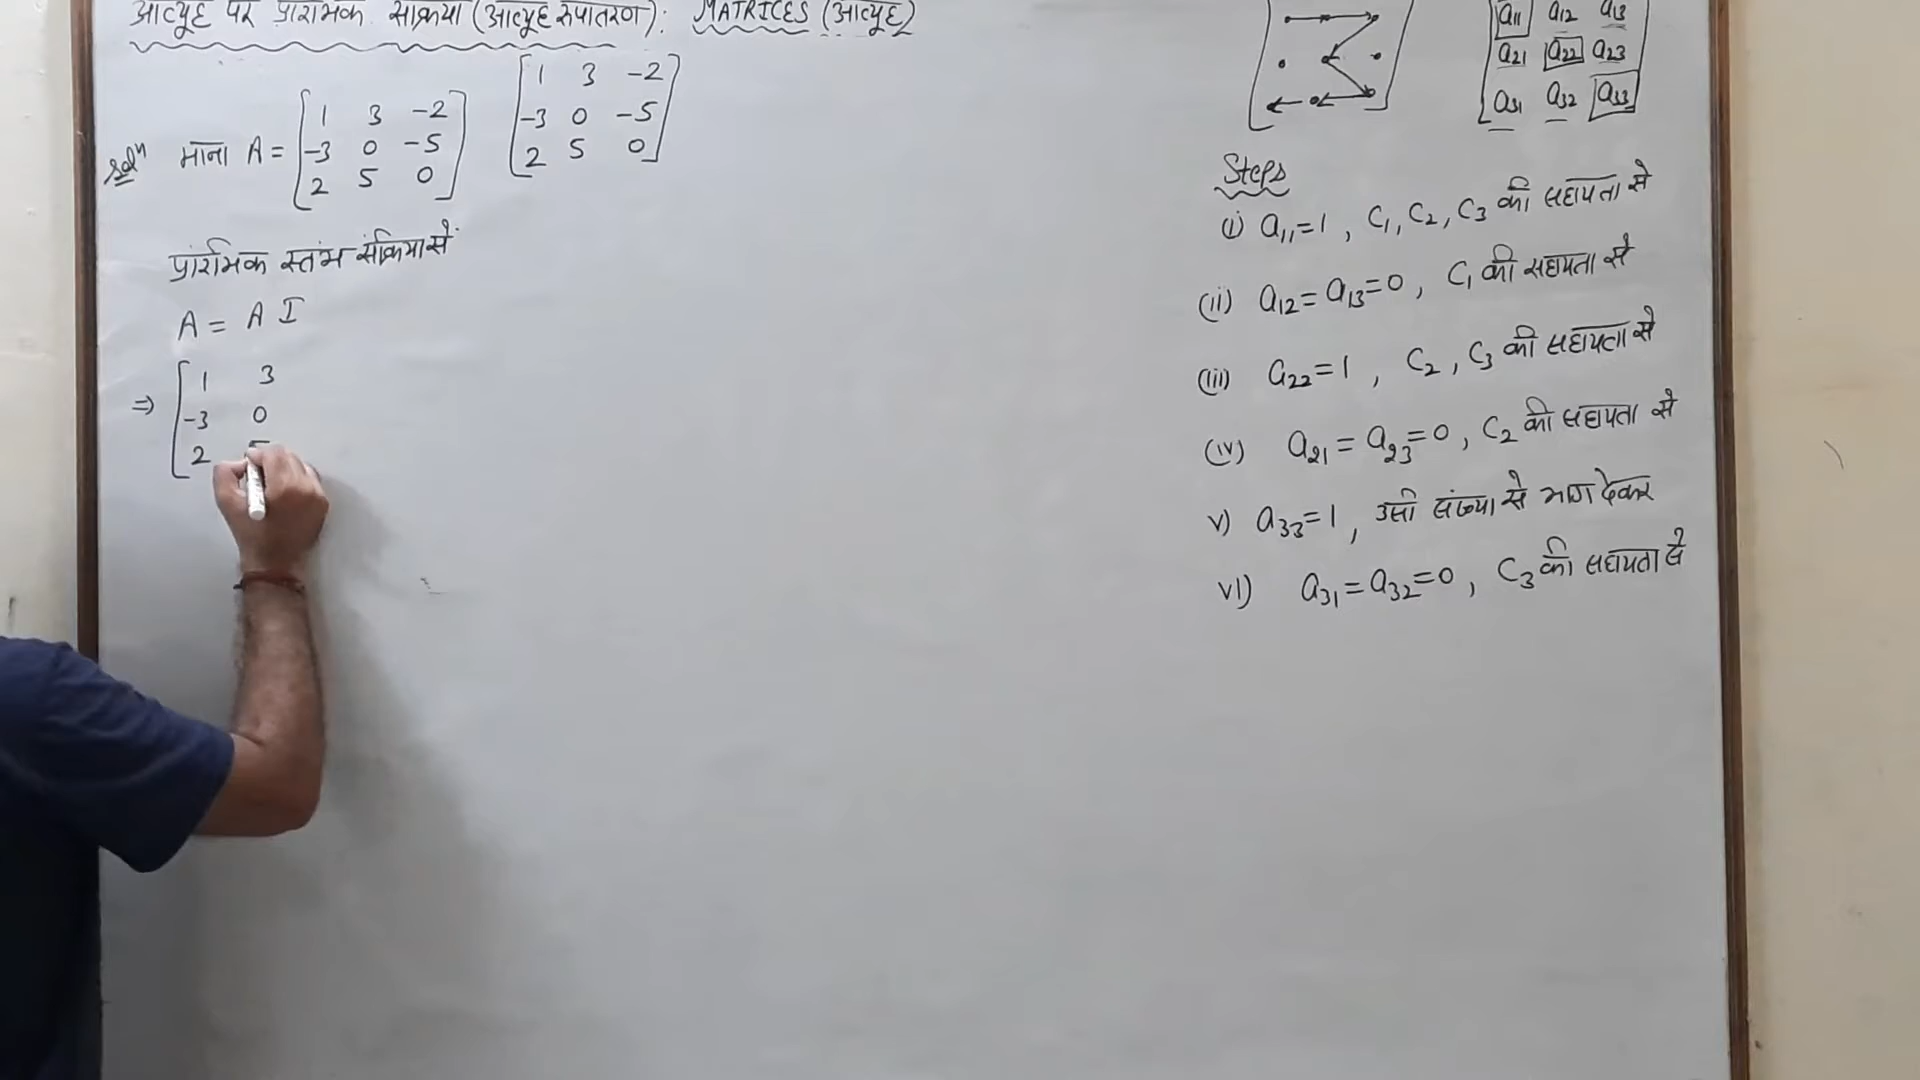 आव्यूह पर प्रारंभिक संक्रिया (आव्यूह रुपांतरण): MATRICES (आव्यूह)
1 3 -2
-3 0 -5
2 5 0
Solⁿ माना A = 1 3 -2
-3 0 -5
2 5 0
प्रारंभिक स्तंभ संक्रिया से
A = A I
⇒ 1 3
-3 0
2
a11 a12 a13
a21 a22 a23
a31 a32 a33
Steps
(i) a11=1 , C1, C2, C3 की सहायता से
(ii) a12 = a13=0 , C1 की सहायता से
(iii) a22=1 , C2 , C3 की सहायता से
(iv) a21 = a23=0 , C2 की सहायता से
v) a33=1 , उसी संख्या से भाग देकर
vi) a31=a32=0 , C3 की सहायता से